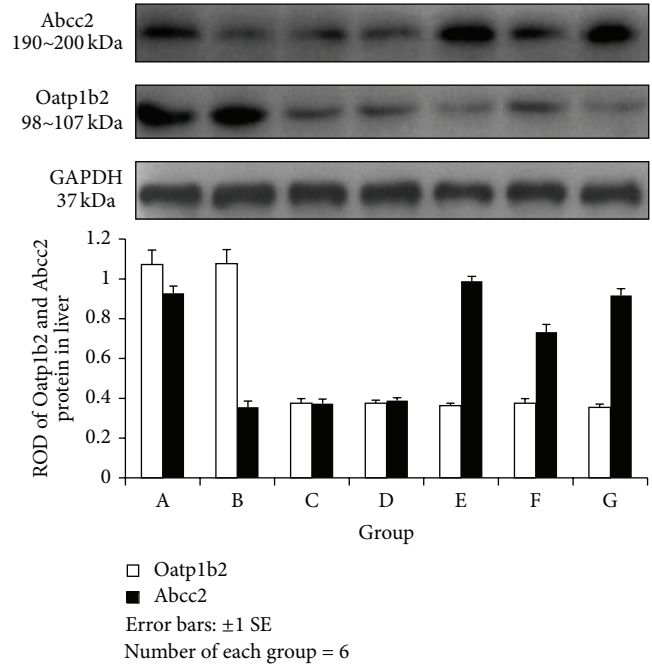 Abcc2
190~200 kDa
Oatp1b2
98~107 kDa
GAPDH
37 kDa
ROD of Oatp1b2 and Abcc2
protein in liver
1.2
1
0.8
0.6
0.4
0.2
0
A B C D E F G
Group
Oatp1b2
Abcc2
Error bars: ±1 SE
Number of each group = 6